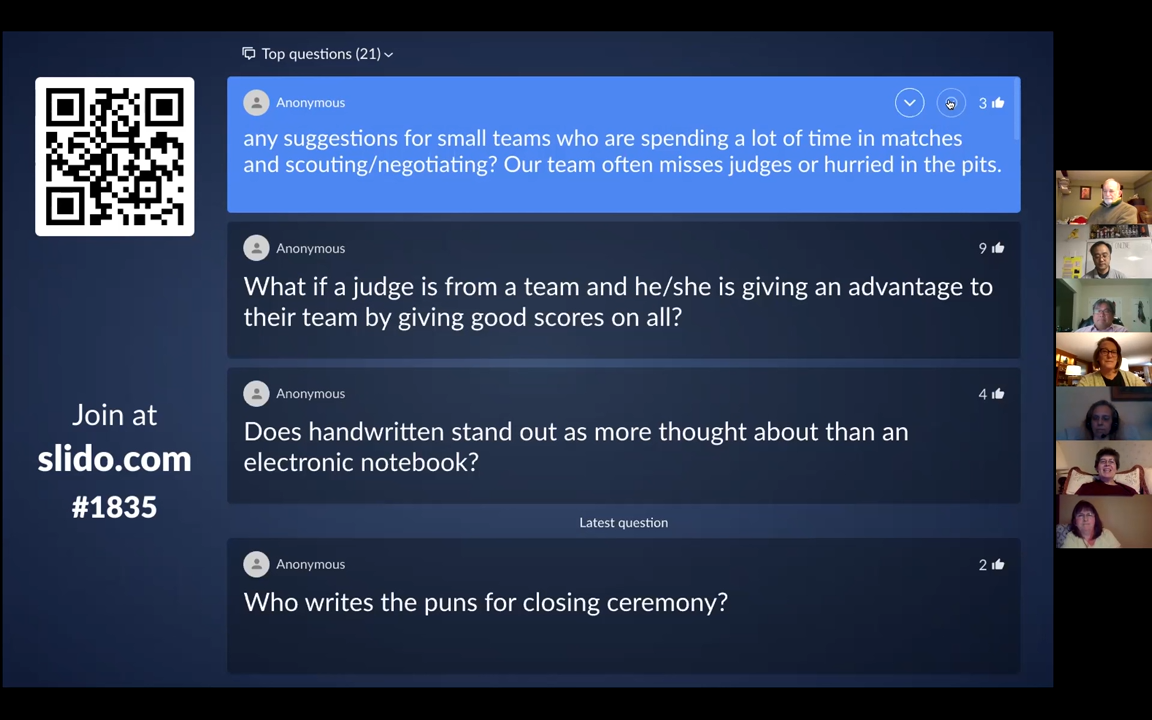 Top questions (21)
Anonymous
3
any suggestions for small teams who are spending a lot of time in matches
and scouting/negotiating? Our team often misses judges or hurried in the pits.
Anonymous
9
What if a judge is from a team and he/she is giving an advantage to
their team by giving good scores on all?
Anonymous
4
Does handwritten stand out as more thought about than an
electronic notebook?
Latest question
Anonymous
2
Who writes the puns for closing ceremony?
Join at
slido.com
#1835